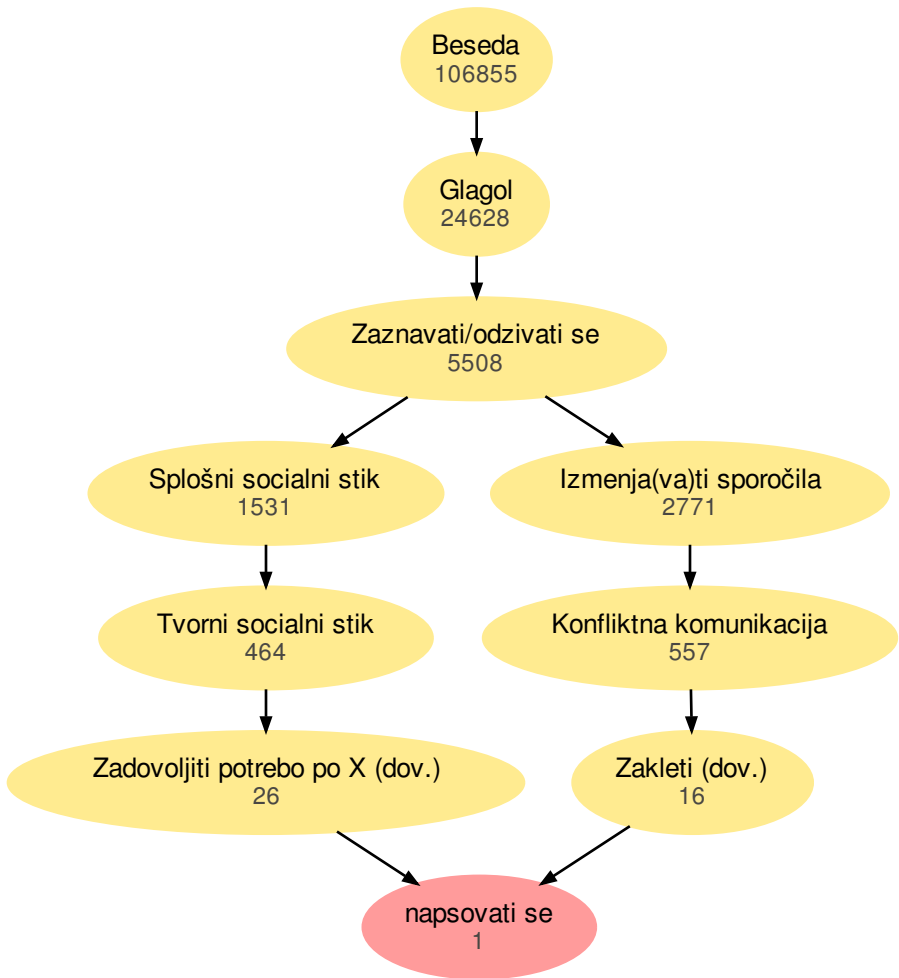 Beseda
106855
Glagol
24628
Zaznavati/odzivati se
5508
Splošni socialni stik
1531
Izmenja(va)ti sporočila
2771
Tvorni socialni stik
464
Konfliktna komunikacija
557
Zadovoljiti potrebo po X (dov.)
26
Zakleti (dov.)
16
napsovati se
1